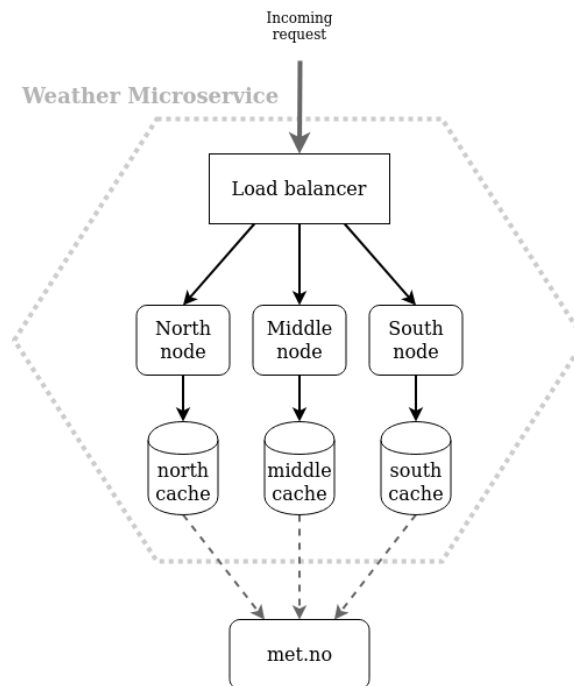 Incoming
request
Weather Microservice
Load balancer
North
node
Middle
node
South
node
north
cache
middle
cache
south
cache
met.no